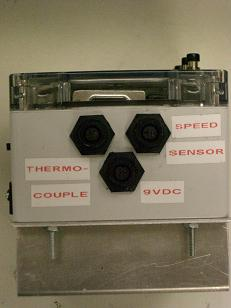 SPEED
SENSOR
THERMO-
COUPLE
9VDC